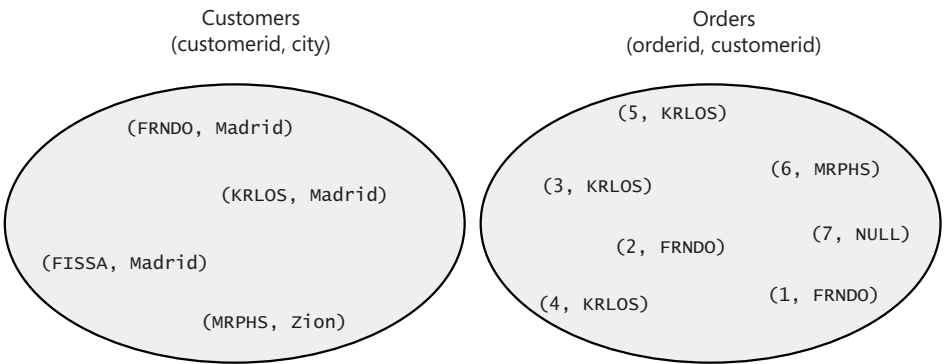 Customers
(customerid, city)
(FRNDO, Madrid)
(KRLOS, Madrid)
(FISSA, Madrid)
(MRPHS, Zion)
Orders
(orderid, customerid)
(5, KRLOS)
(6, MRPHS)
(3, KRLOS)
(7, NULL)
(2, FRNDO)
(1, FRNDO)
(4, KRLOS)